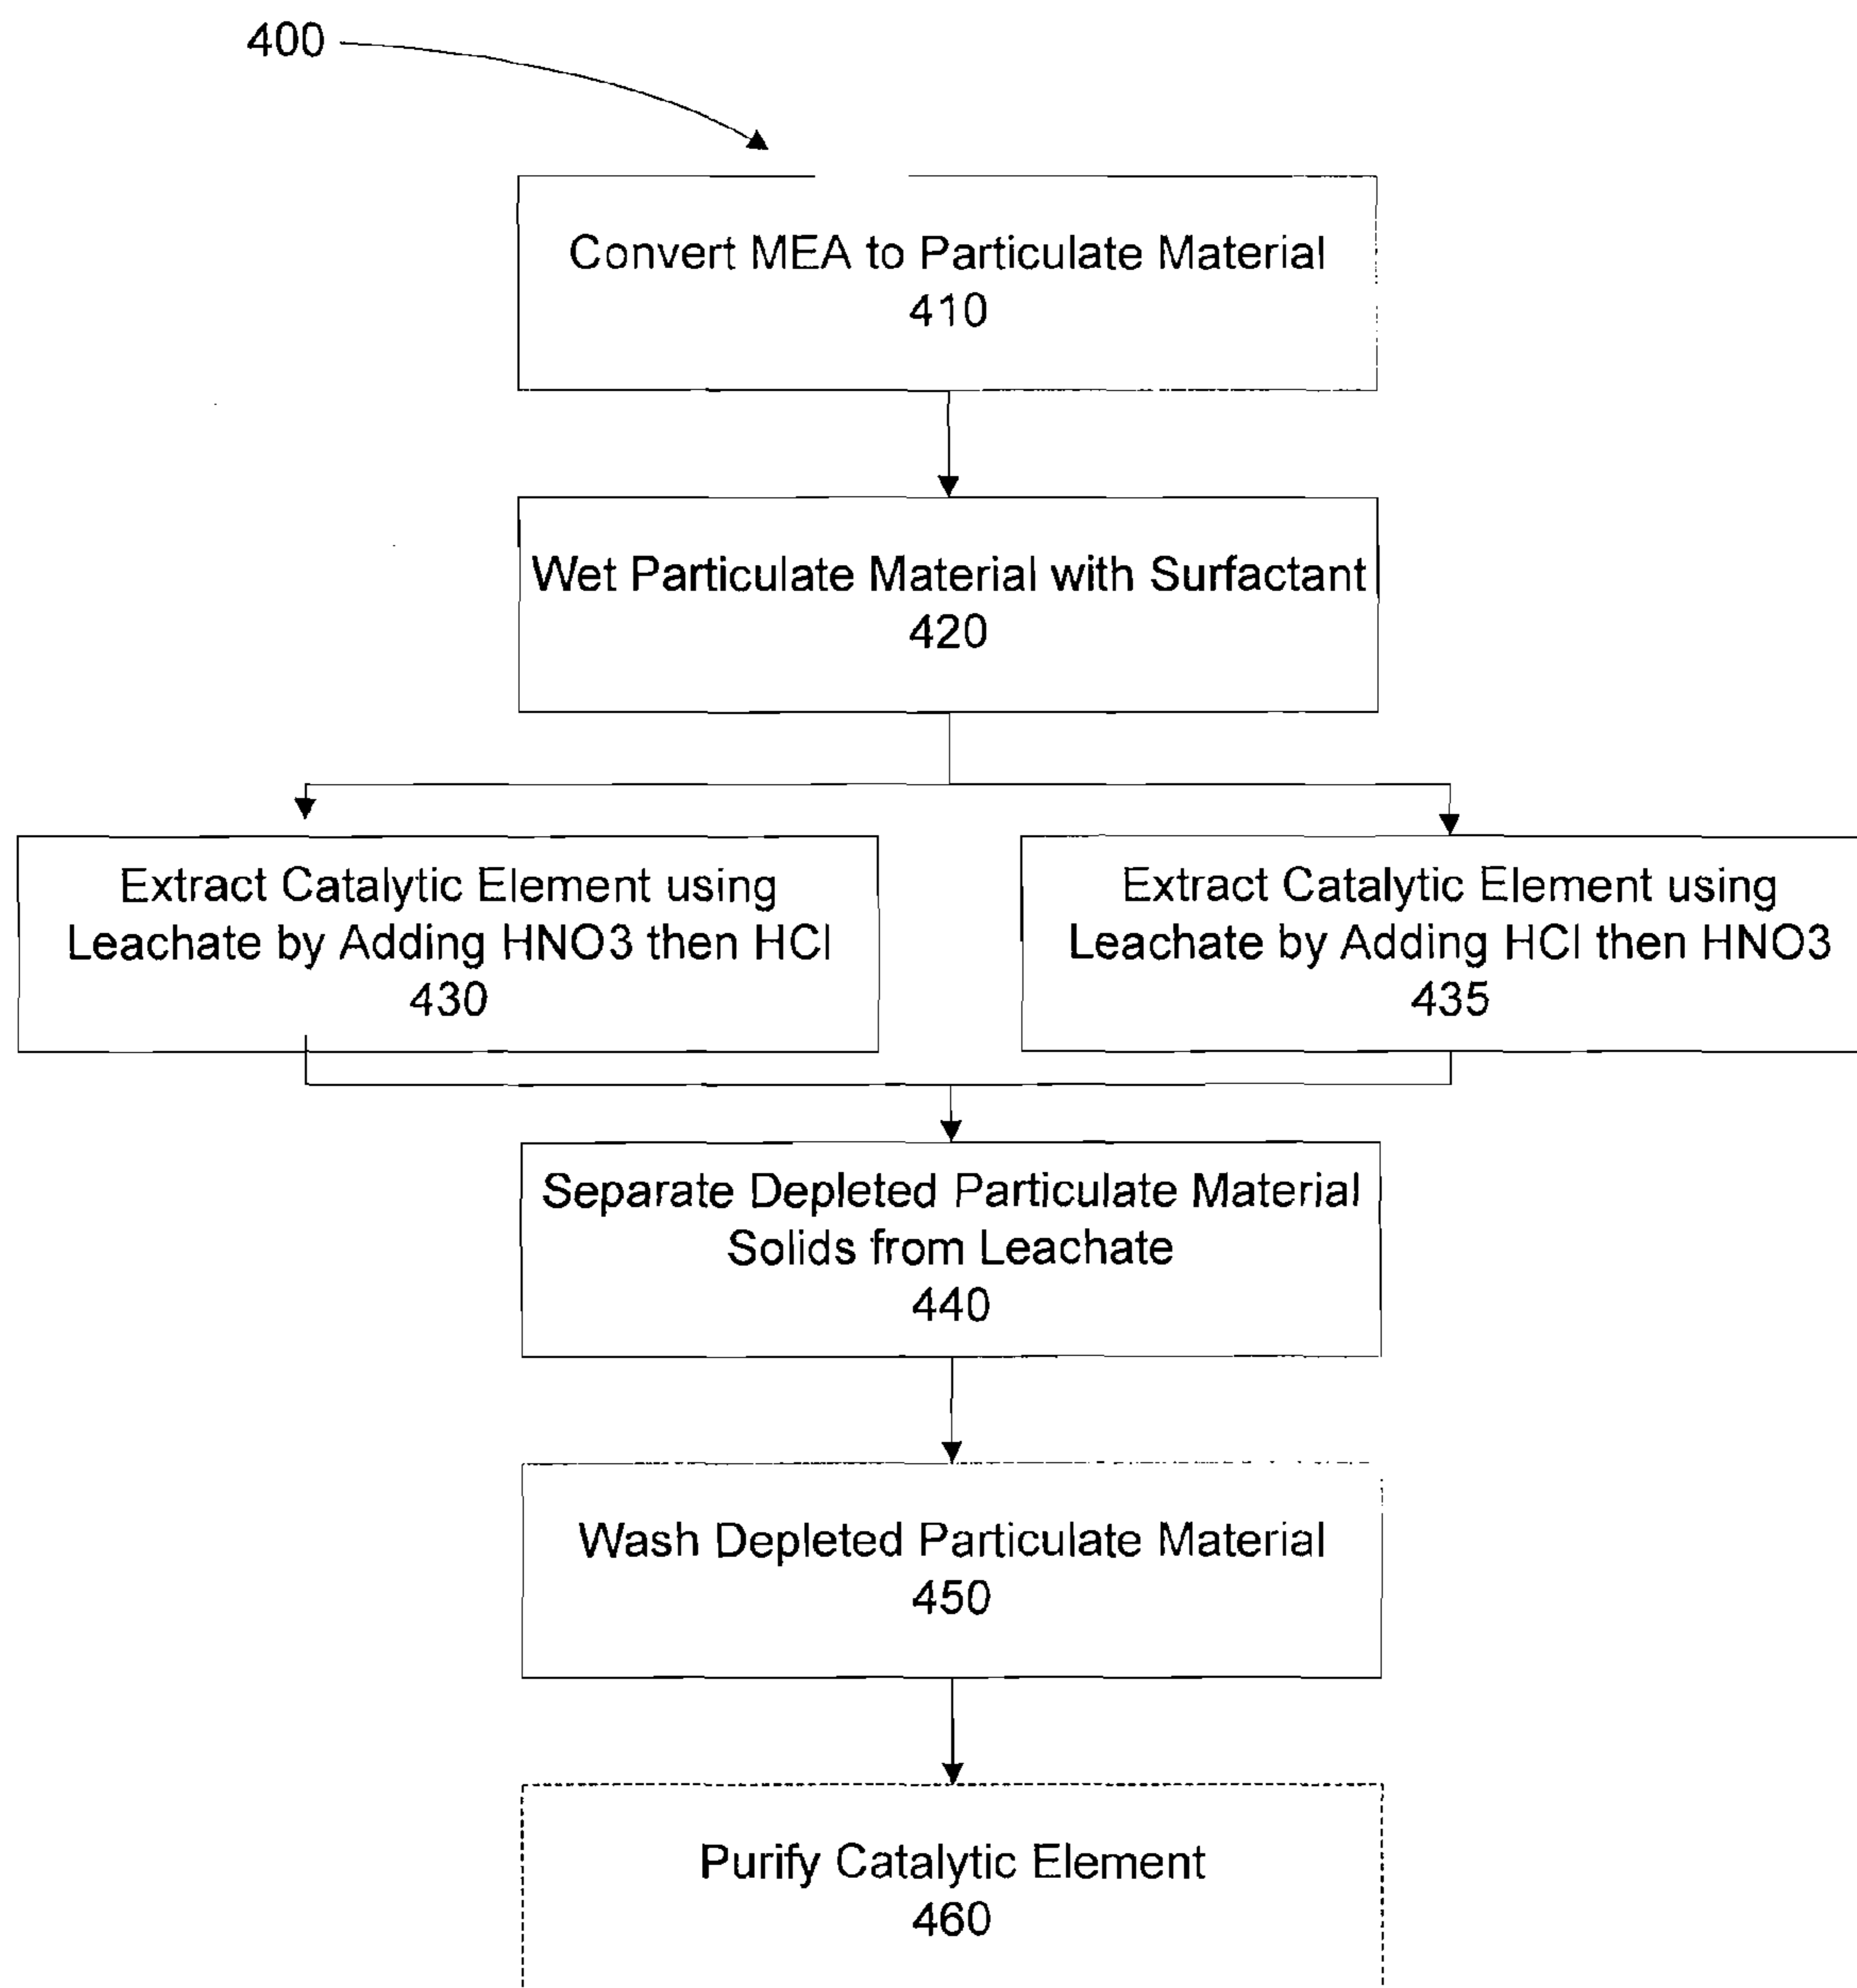 400
Convert MEA to Particulate Material
410
Wet Particulate Material with Surfactant
420
Extract Catalytic Element using
Leachate by Adding HNO3 then HCl
430
Extract Catalytic Element using
Leachate by Adding HCl then HNO3
435
Separate Depleted Particulate Material
Solids from Leachate
440
Wash Depleted Particulate Material
450
Purify Catalytic Element
460